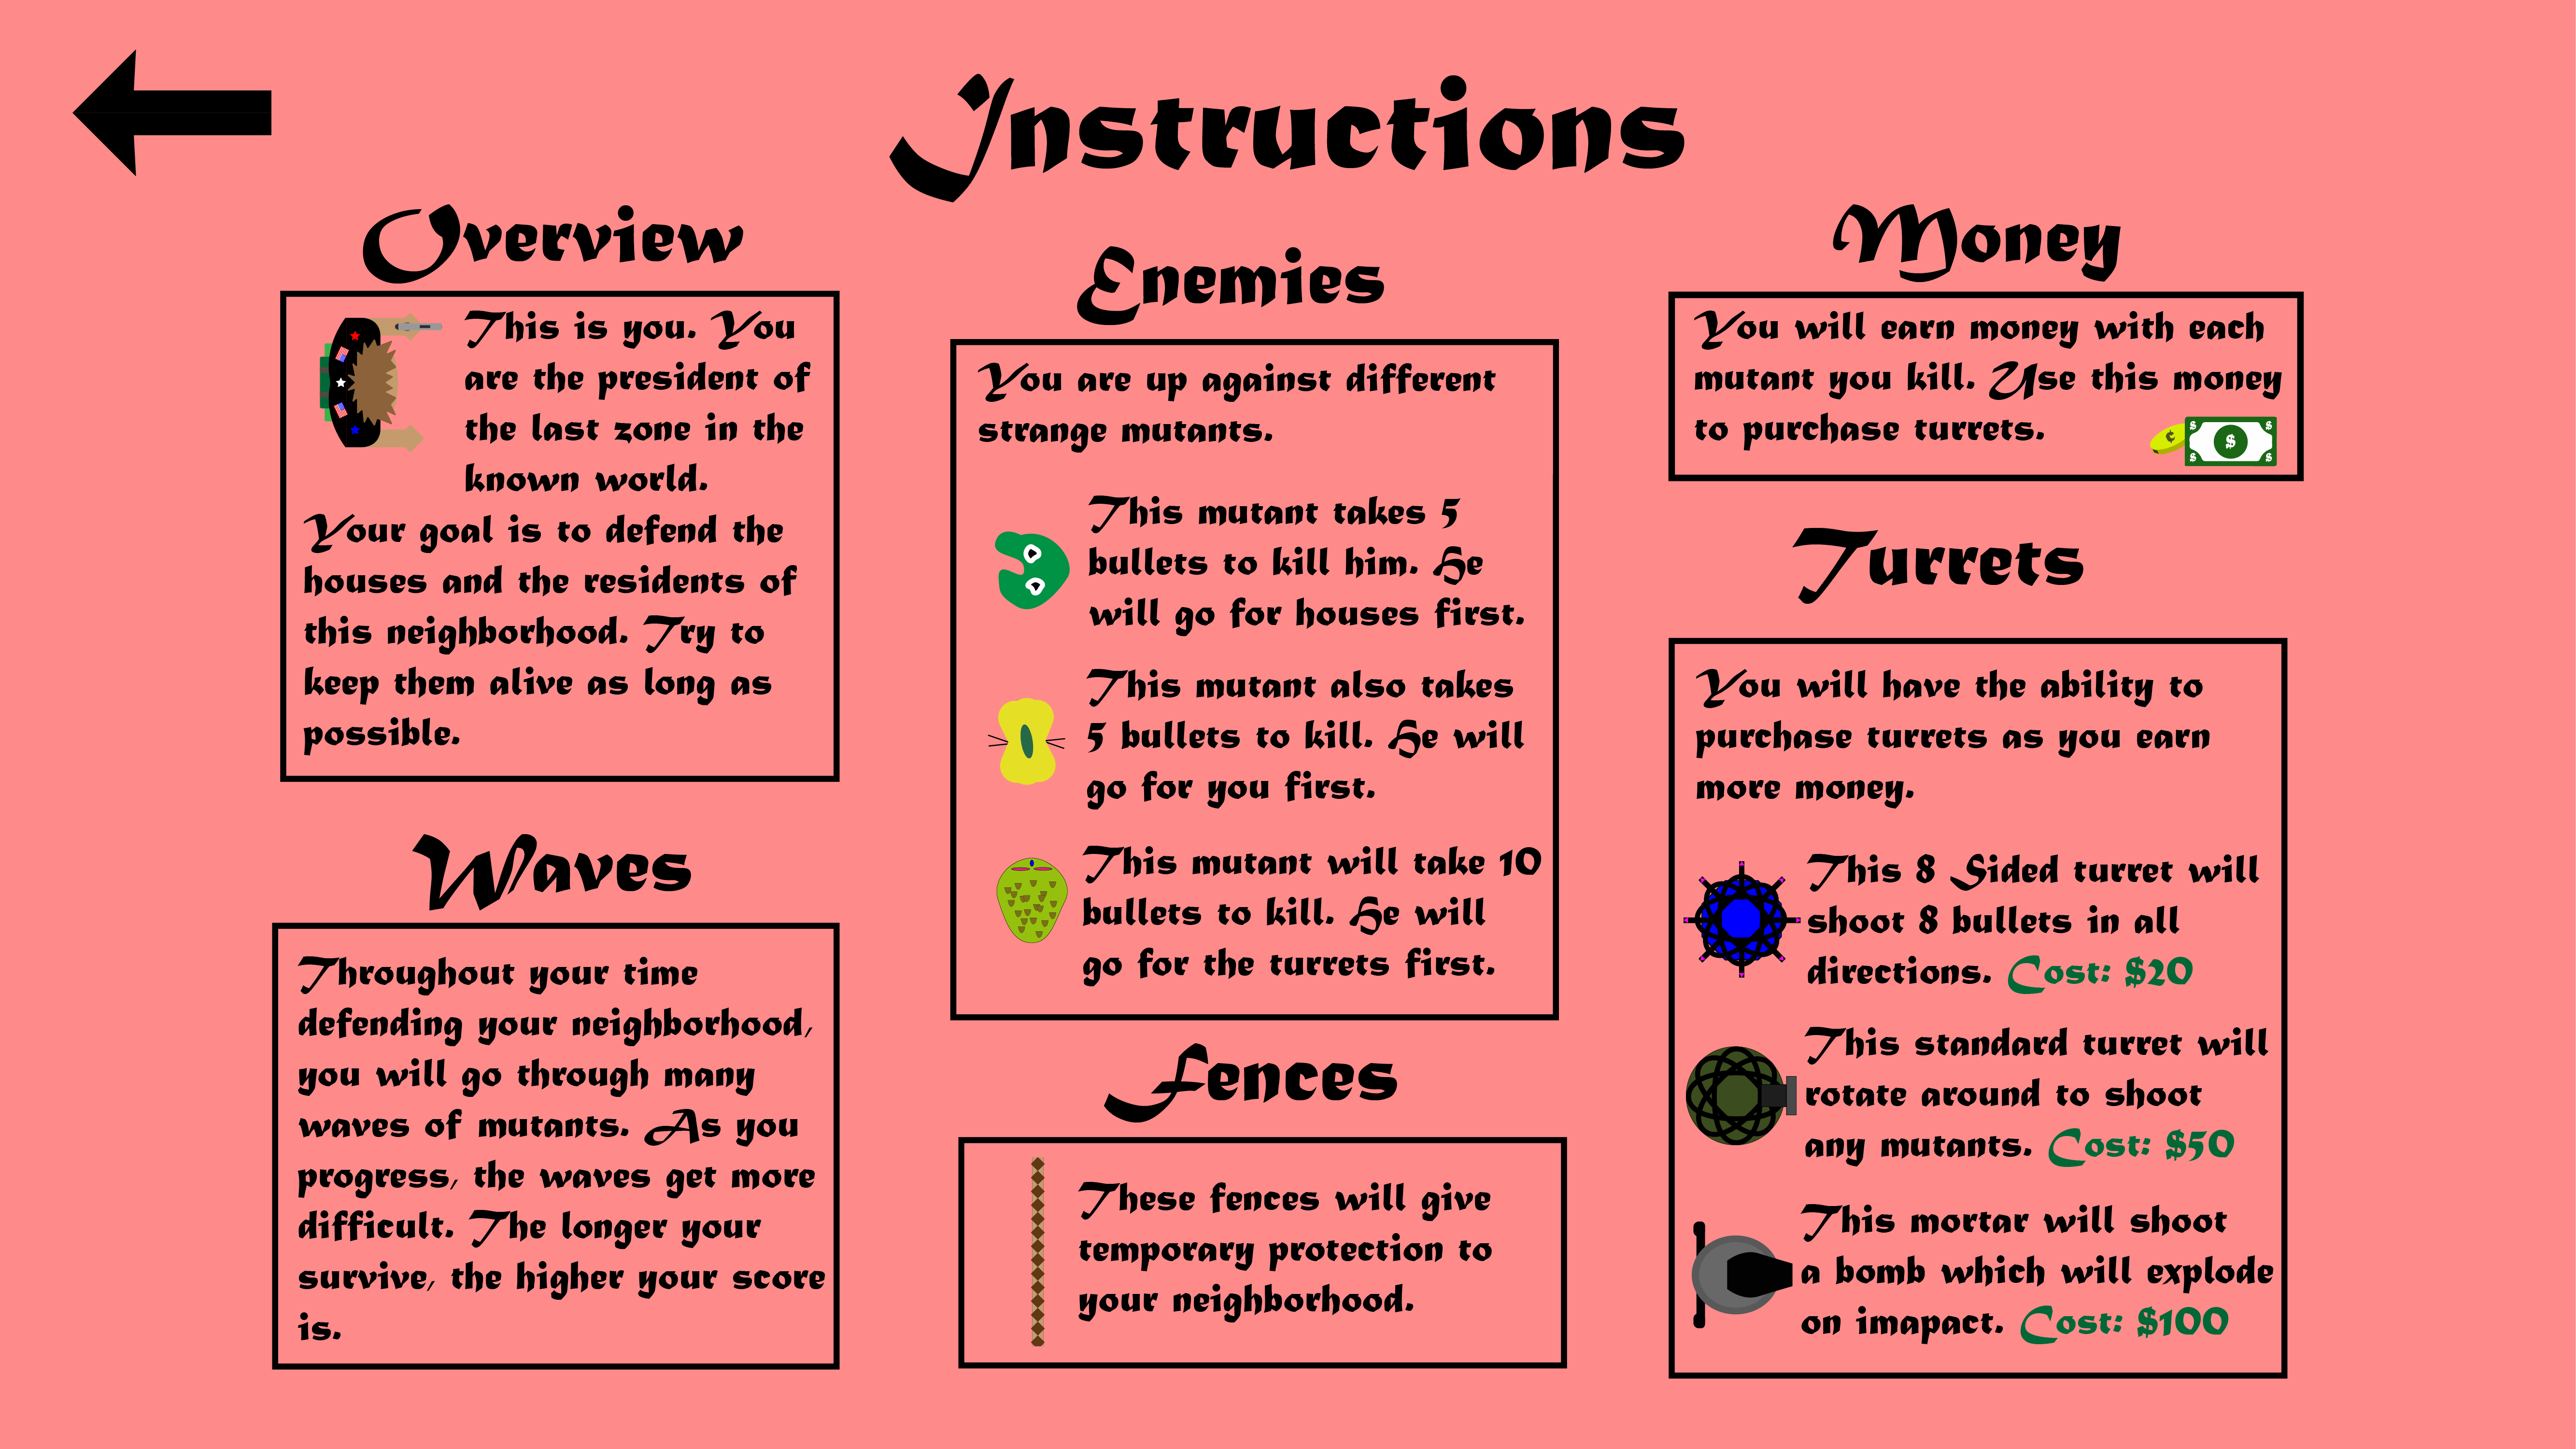 Instructions
Overview
This is you. You
are the president of
the last zone in the
known world.
Your goal is to defend the
houses and the residents of
this neighborhood. Try to
keep them alive as long as
possible.
Waves
Throughout your time
defending your neighborhood,
you will go through many
waves of mutants. As you
progress, the waves get more
difficult. The longer your
survive, the higher your score
is.
Enemies
You are up against different
strange mutants.
This mutant takes 5
bullets to kill him. He
will go for houses first.
This mutant also takes
5 bullets to kill. He will
go for you first.
This mutant will take 10
bullets to kill. He will
go for the turrets first.
Fences
These fences will give
temporary protection to
your neighborhood.
Money
You will earn money with each
mutant you kill. Use this money
to purchase turrets.
¢
$ $
$
$ $
Turrets
You will have the ability to
purchase turrets as you earn
more money.
This 8 Sided turret will
shoot 8 bullets in all
directions. Cost: $20
This standard turret will
rotate around to shoot
any mutants. Cost: $50
This mortar will shoot
a bomb which will explode
on imapact. Cost: $100